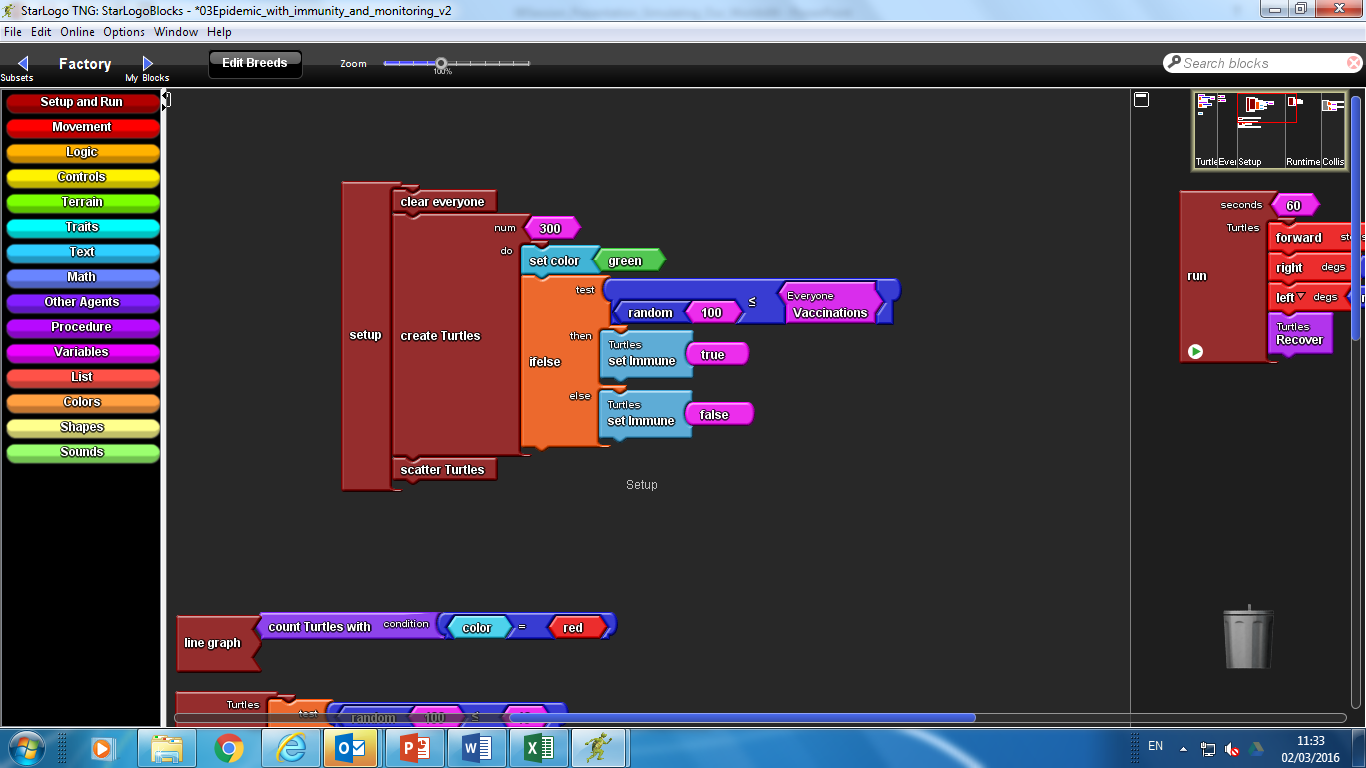 StarLogo TNG: StarLogoBlocks - *03Epidemic_with_immunity_and_monitoring_v2
File Edit Online Options Window Help
Subsets Factory My Blocks Edit Breeds Zoom 100% Search blocks
Setup and Run
Movement
Logic
Controls
Terrain
Traits
Text
Math
Other Agents
Procedure
Variables
List
Colors
Shapes
Sounds
setup
clear everyone
create Turtles
num 300
do
set color green
ifelse
test random 100 ≤ Everyone Vaccinations
then Turtles
set Immune true
else Turtles
set Immune false
scatter Turtles
Setup
line graph count Turtles with condition color = red
Turtles test random 100 ≤
Setup Runtime Collis
seconds 60
Turtles
run
forward
right degs
left degs
Turtles
Recover
EN
11:33
02/03/2016